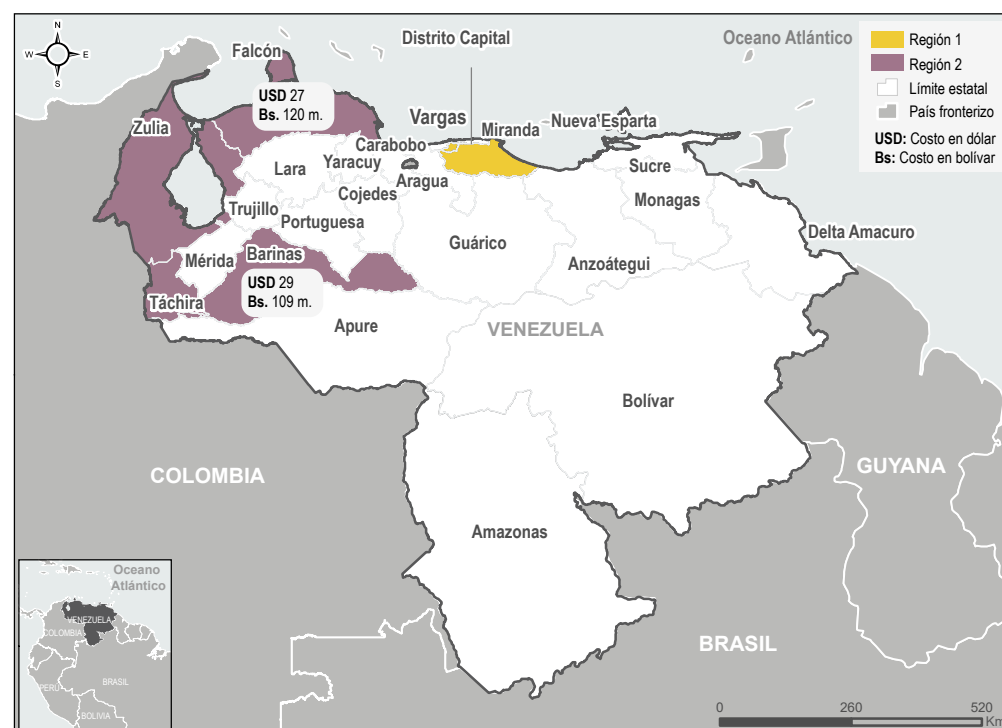 N
W
E
S
Falcón
Distrito Capital
Oceano Atlántico
Región 1
Región 2
Límite estatal
País fronterizo
USD: Costo en dólar
Bs: Costo en bolívar
USD 27
Bs. 120 m.
Zulia
Vargas
Miranda
Nueva Esparta
Carabobo
Yaracuy
Lara
Aragua
Sucre
Cojedes
Monagas
Trujillo
Portuguesa
Guárico
Delta Amacuro
Mérida
Barinas
Anzoátegui
USD 29
Bs. 109 m.
Táchira
Apure
VENEZUELA
Bolívar
COLOMBIA
GUYANA
Amazonas
BRASIL
Oceano
Atlántico
VENEZUELA
COLOMBIA
PERÚ
BRASIL
BOLIVIA
0
260
520
Km